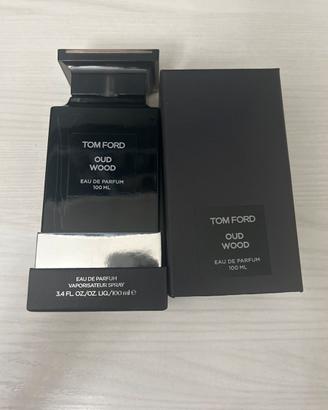 TOM FORD
OUD
WOOD
EAU DE PARFUM
100 ML
EAU DE PARFUM
VAPORISATEUR SPRAY
3.4 FL. OZ./OZ. LIQ./100 ml ℮
TOM FORD
OUD
WOOD
EAU DE PARFUM
100 ML